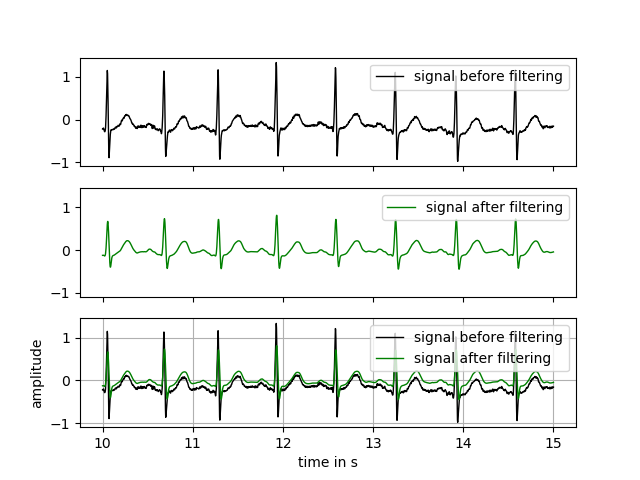 signal before filtering
1
0
−1
signal after filtering
1
0
−1
signal before filtering
signal after filtering
amplitude
1
0
−1
10 11 12 13 14 15
time in s